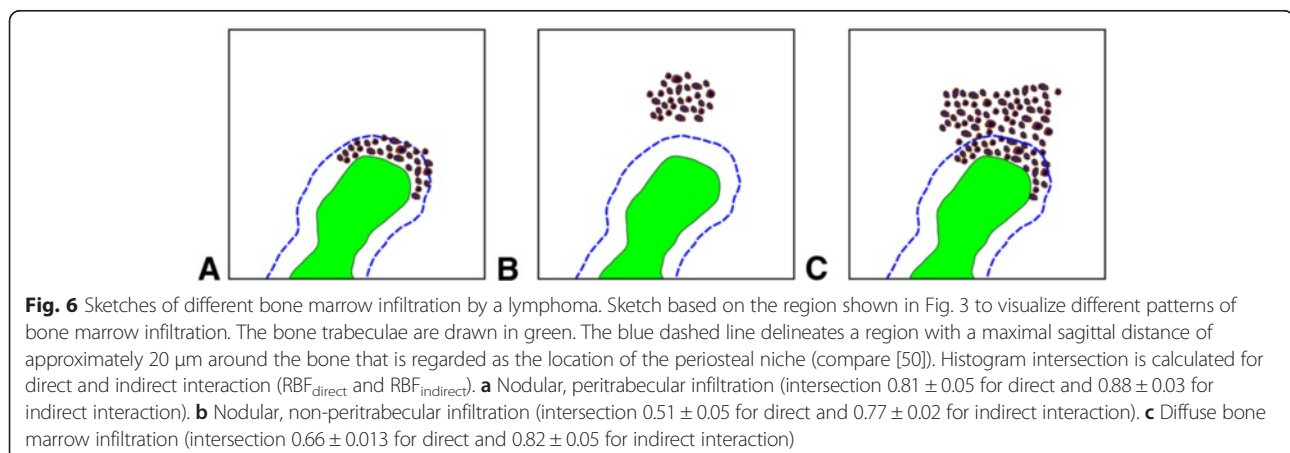 A B C
Fig. 6 Sketches of different bone marrow infiltration by a lymphoma. Sketch based on the region shown in Fig. 3 to visualize different patterns of
bone marrow infiltration. The bone trabeculae are drawn in green. The blue dashed line delineates a region with a maximal sagittal distance of
approximately 20 μm around the bone that is regarded as the location of the periosteal niche (compare [50]). Histogram intersection is calculated for
direct and indirect interaction (RBFdirect and RBFindirect). a Nodular, peritrabecular infiltration (intersection 0.81 ± 0.05 for direct and 0.88 ± 0.03 for
indirect interaction). b Nodular, non-peritrabecular infiltration (intersection 0.51 ± 0.05 for direct and 0.77 ± 0.02 for indirect interaction). c Diffuse bone
marrow infiltration (intersection 0.66 ± 0.013 for direct and 0.82 ± 0.05 for indirect interaction)